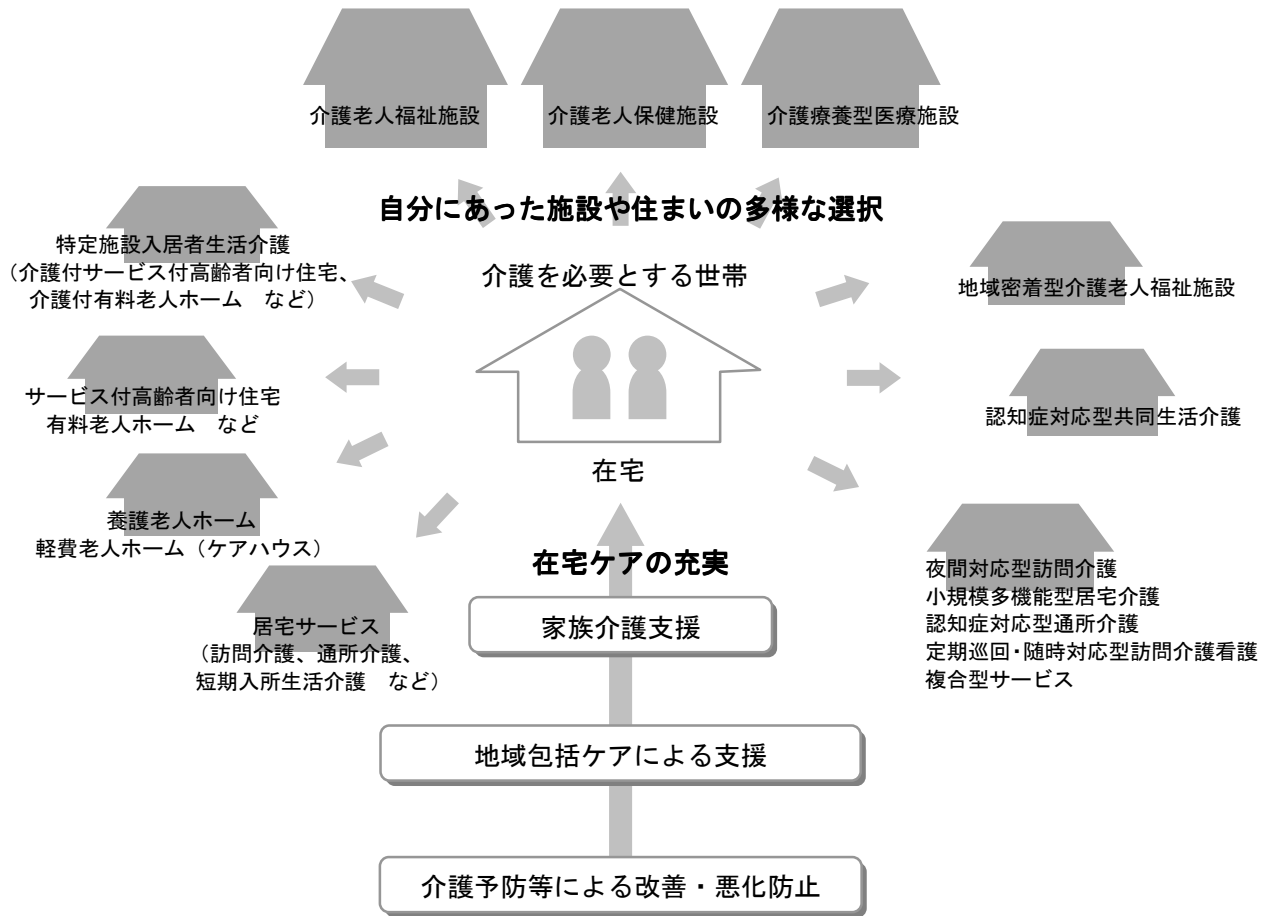 介護老人福祉施設
介護老人保健施設
介護療養型医療施設
自分にあった施設や住まいの多様な選択
特定施設入居者生活介護
（介護付サービス付高齢者向け住宅、
介護付有料老人ホーム　など）
介護を必要とする世帯
地域密着型介護老人福祉施設
サービス付高齢者向け住宅
有料老人ホーム　など
認知症対応型共同生活介護
在宅
養護老人ホーム
軽費老人ホーム（ケアハウス）
在宅ケアの充実
夜間対応型訪問介護
小規模多機能型居宅介護
認知症対応型通所介護
定期巡回・随時対応型訪問介護看護
複合型サービス
居宅サービス
（訪問介護、通所介護、
短期入所生活介護　など）
家族介護支援
地域包括ケアによる支援
介護予防等による改善・悪化防止